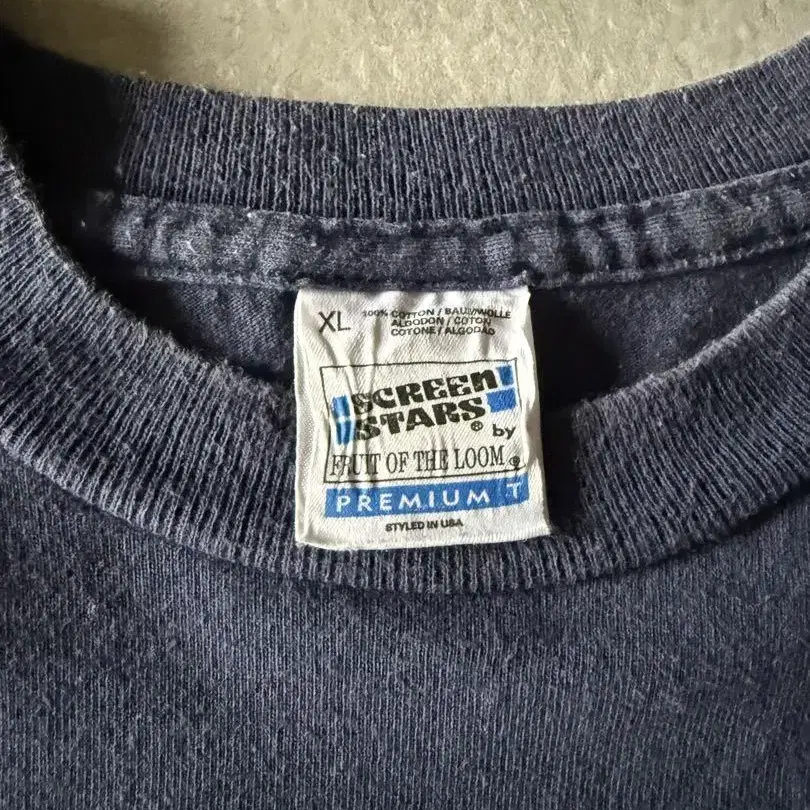 XL
100% COTTON / BAUMWOLLE
ALGODON / COTON
COTONE / ALGODAO
SCREEN
STARS® by
FRUIT OF THE LOOM®
PREMIUM T
STYLED IN USA